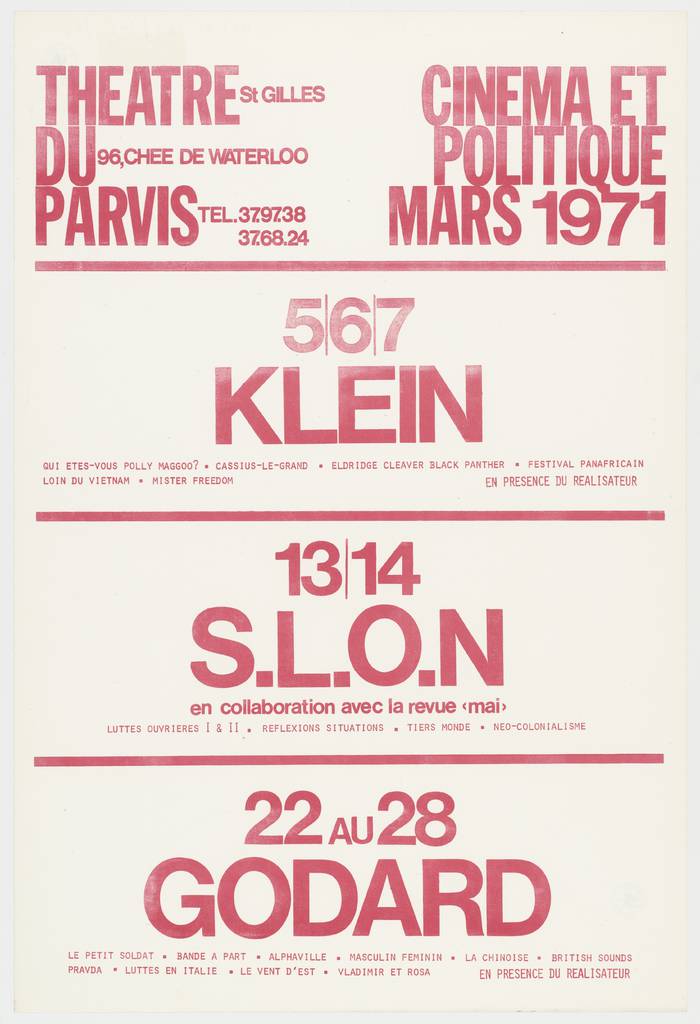 THEATRE St GILLES
DU 96,CHEE DE WATERLOO
PARVIS TEL.37.97.38
37.68.24
CINEMA ET
POLITIQUE
MARS 1971
5|6|7
KLEIN
QUI ETES-VOUS POLLY MAGGOO? ▪ CASSIUS-LE-GRAND ▪ ELDRIDGE CLEAVER BLACK PANTHER ▪ FESTIVAL PANAFRICAIN
LOIN DU VIETNAM ▪ MISTER FREEDOM EN PRESENCE DU REALISATEUR
13|14
S.L.O.N
en collaboration avec la revue ‹mai›
LUTTES OUVRIERES I & II ▪ REFLEXIONS SITUATIONS ▪ TIERS MONDE ▪ NEO-COLONIALISME
22 AU 28
GODARD
LE PETIT SOLDAT ▪ BANDE A PART ▪ ALPHAVILLE ▪ MASCULIN FEMININ ▪ LA CHINOISE ▪ BRITISH SOUNDS
PRAVDA ▪ LUTTES EN ITALIE ▪ LE VENT D'EST ▪ VLADIMIR ET ROSA EN PRESENCE DU REALISATEUR